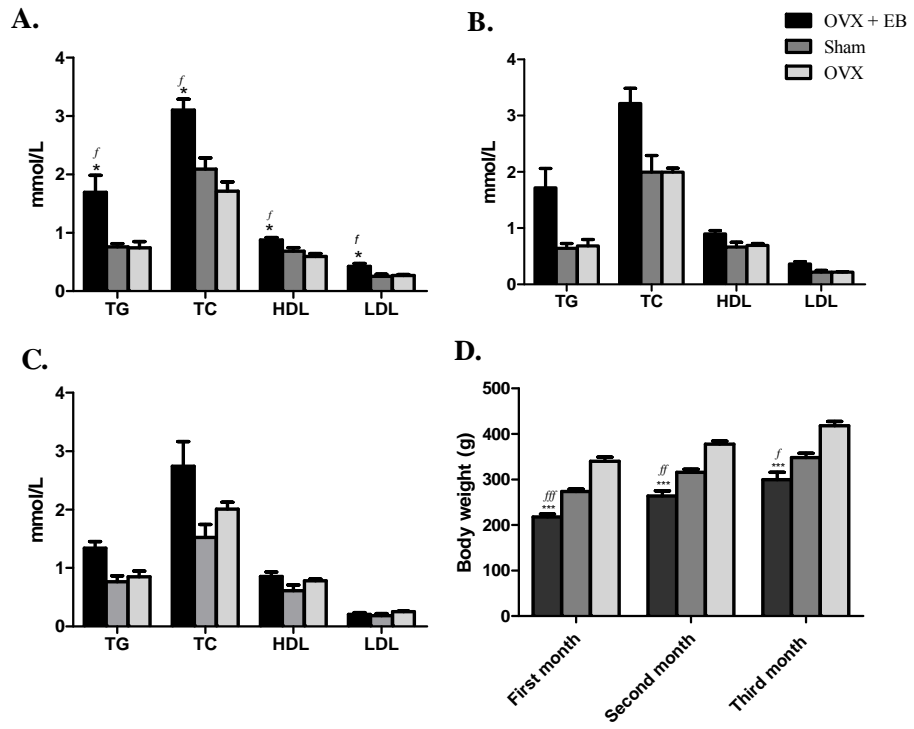 A.
B.
OVX + EB
Sham
OVX
mmol/L
4
3
2
1
0
f
*
f
*
f
*
f
*
TG TC HDL LDL
mmol/L
4
3
2
1
0
TG TC HDL LDL
C.
mmol/L
4
3
2
1
0
TG TC HDL LDL
D.
Body weight (g)
500
400
300
200
100
0
fff
***
ff
***
f
***
First month
Second month
Third month